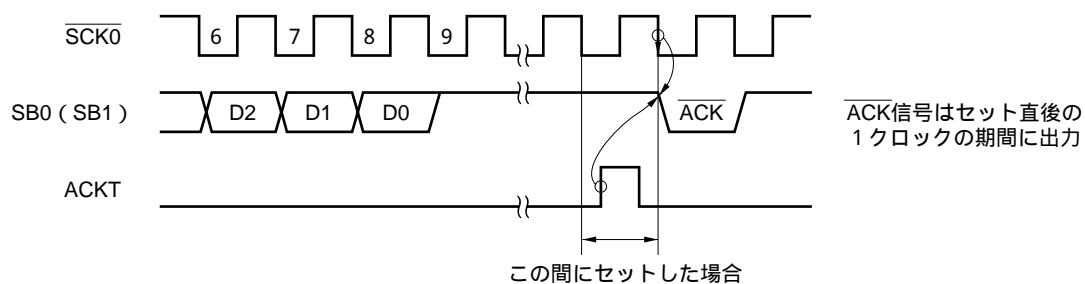 SCK0
6 7 8 9
SB0 ( SB1 )
D2 D1 D0 ACK
ACK信号はセット直後の
1クロックの期間に出力
ACKT
この間にセットした場合